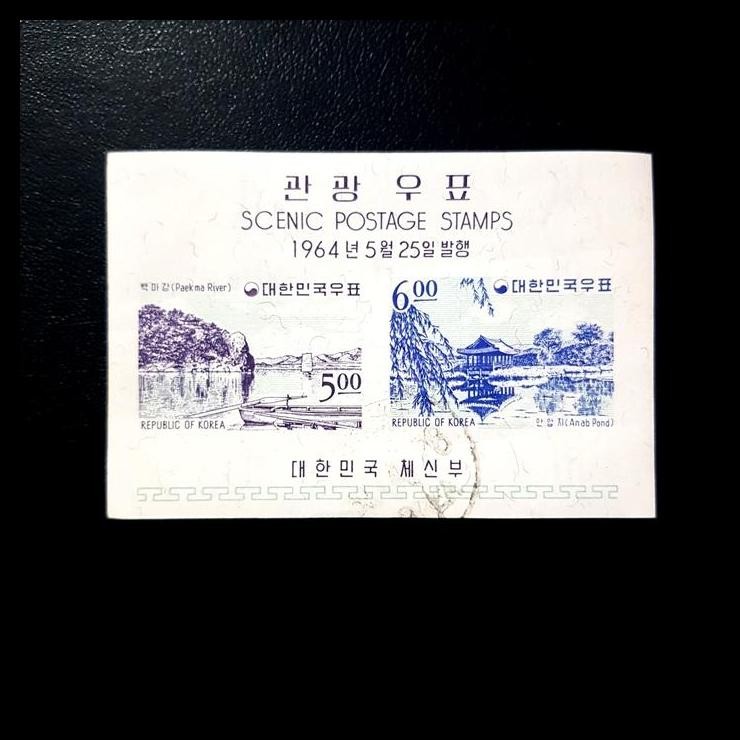 관광 우표
SCENIC POSTAGE STAMPS
1964년 5월 25일 발행
백마강 (Paekma River)
대한민국우표
5.00
REPUBLIC OF KOREA
6.00
대한민국우표
REPUBLIC OF KOREA
안압지 (Anab Pond)
대한민국 체신부